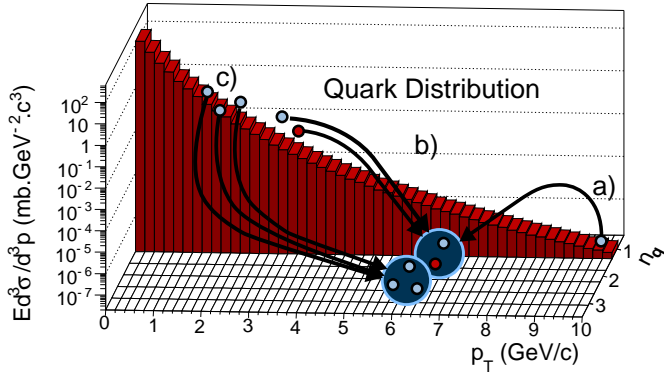 Quark Distribution
c)
b)
a)
Ed³σ/d³p (mb.GeV⁻².c³)
10²
10
1
10⁻¹
10⁻²
10⁻³
10⁻⁴
10⁻⁵
10⁻⁶
10⁻⁷
0 1 2 3 4 5 6 7 8 9 10
p_T (GeV/c)
1
2
3
n_q